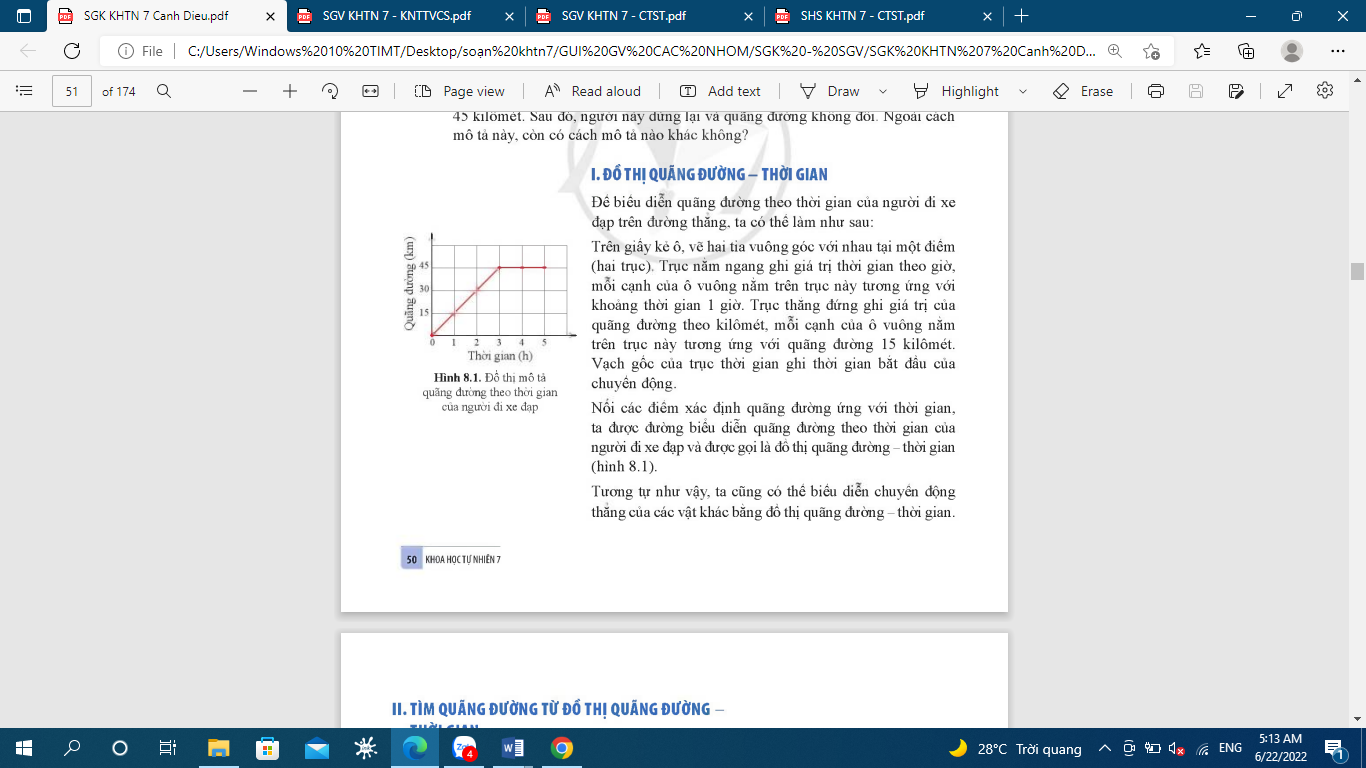 SGK KHTN 7 Canh Dieu.pdf
SGV KHTN 7 - KNTTVCS.pdf
SGV KHTN 7 - CTST.pdf
SHS KHTN 7 - CTST.pdf
File
C:/Users/Windows%2010%20TIMT/Desktop/soạn%20khtn7/GUI%20GV%20CAC%20NHOM/SGK%20-%20SGV/SGK%20KHTN%207%20Canh%20D...
51 of 174
Page view
Read aloud
Add text
Draw
Highlight
Erase
45 kilômét. Sau đó, người này dừng lại và quãng đường không đổi. Ngoài cách
mô tả này, còn có cách mô tả nào khác không?
I. ĐỒ THỊ QUÃNG ĐƯỜNG – THỜI GIAN
Để biểu diễn quãng đường theo thời gian của người đi xe
đạp trên đường thẳng, ta có thể làm như sau:
Trên giấy kẻ ô, vẽ hai tia vuông góc với nhau tại một điểm
(hai trục). Trục nằm ngang ghi giá trị thời gian theo giờ,
mỗi cạnh của ô vuông nằm trên trục này tương ứng với
khoảng thời gian 1 giờ. Trục thẳng đứng ghi giá trị của
quãng đường theo kilômét, mỗi cạnh của ô vuông nằm
trên trục này tương ứng với quãng đường 15 kilômét.
Vạch gốc của trục thời gian ghi thời gian bắt đầu của
chuyển động.
Nối các điểm xác định quãng đường ứng với thời gian,
ta được đường biểu diễn quãng đường theo thời gian của
người đi xe đạp và được gọi là đồ thị quãng đường – thời gian
(hình 8.1).
Tương tự như vậy, ta cũng có thể biểu diễn chuyển động
thẳng của các vật khác bằng đồ thị quãng đường – thời gian.
Quãng đường (km)
45
30
15
0 1 2 3 4 5
Thời gian (h)
Hình 8.1. Đồ thị mô tả
quãng đường theo thời gian
của người đi xe đạp
50 KHOA HỌC TỰ NHIÊN 7
II. TÌM QUÃNG ĐƯỜNG TỪ ĐỒ THỊ QUÃNG ĐƯỜNG –
THỜI GIAN
4
28°C Trời quang
ENG
5:13 AM
6/22/2022
1